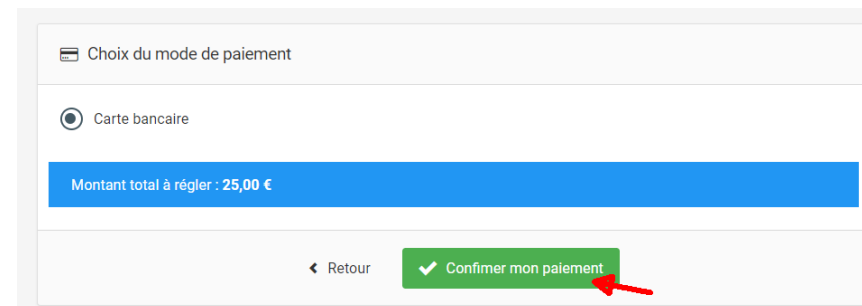 Choix du mode de paiement
Carte bancaire
Montant total à régler : 25,00 €
Retour
Confimer mon paiement